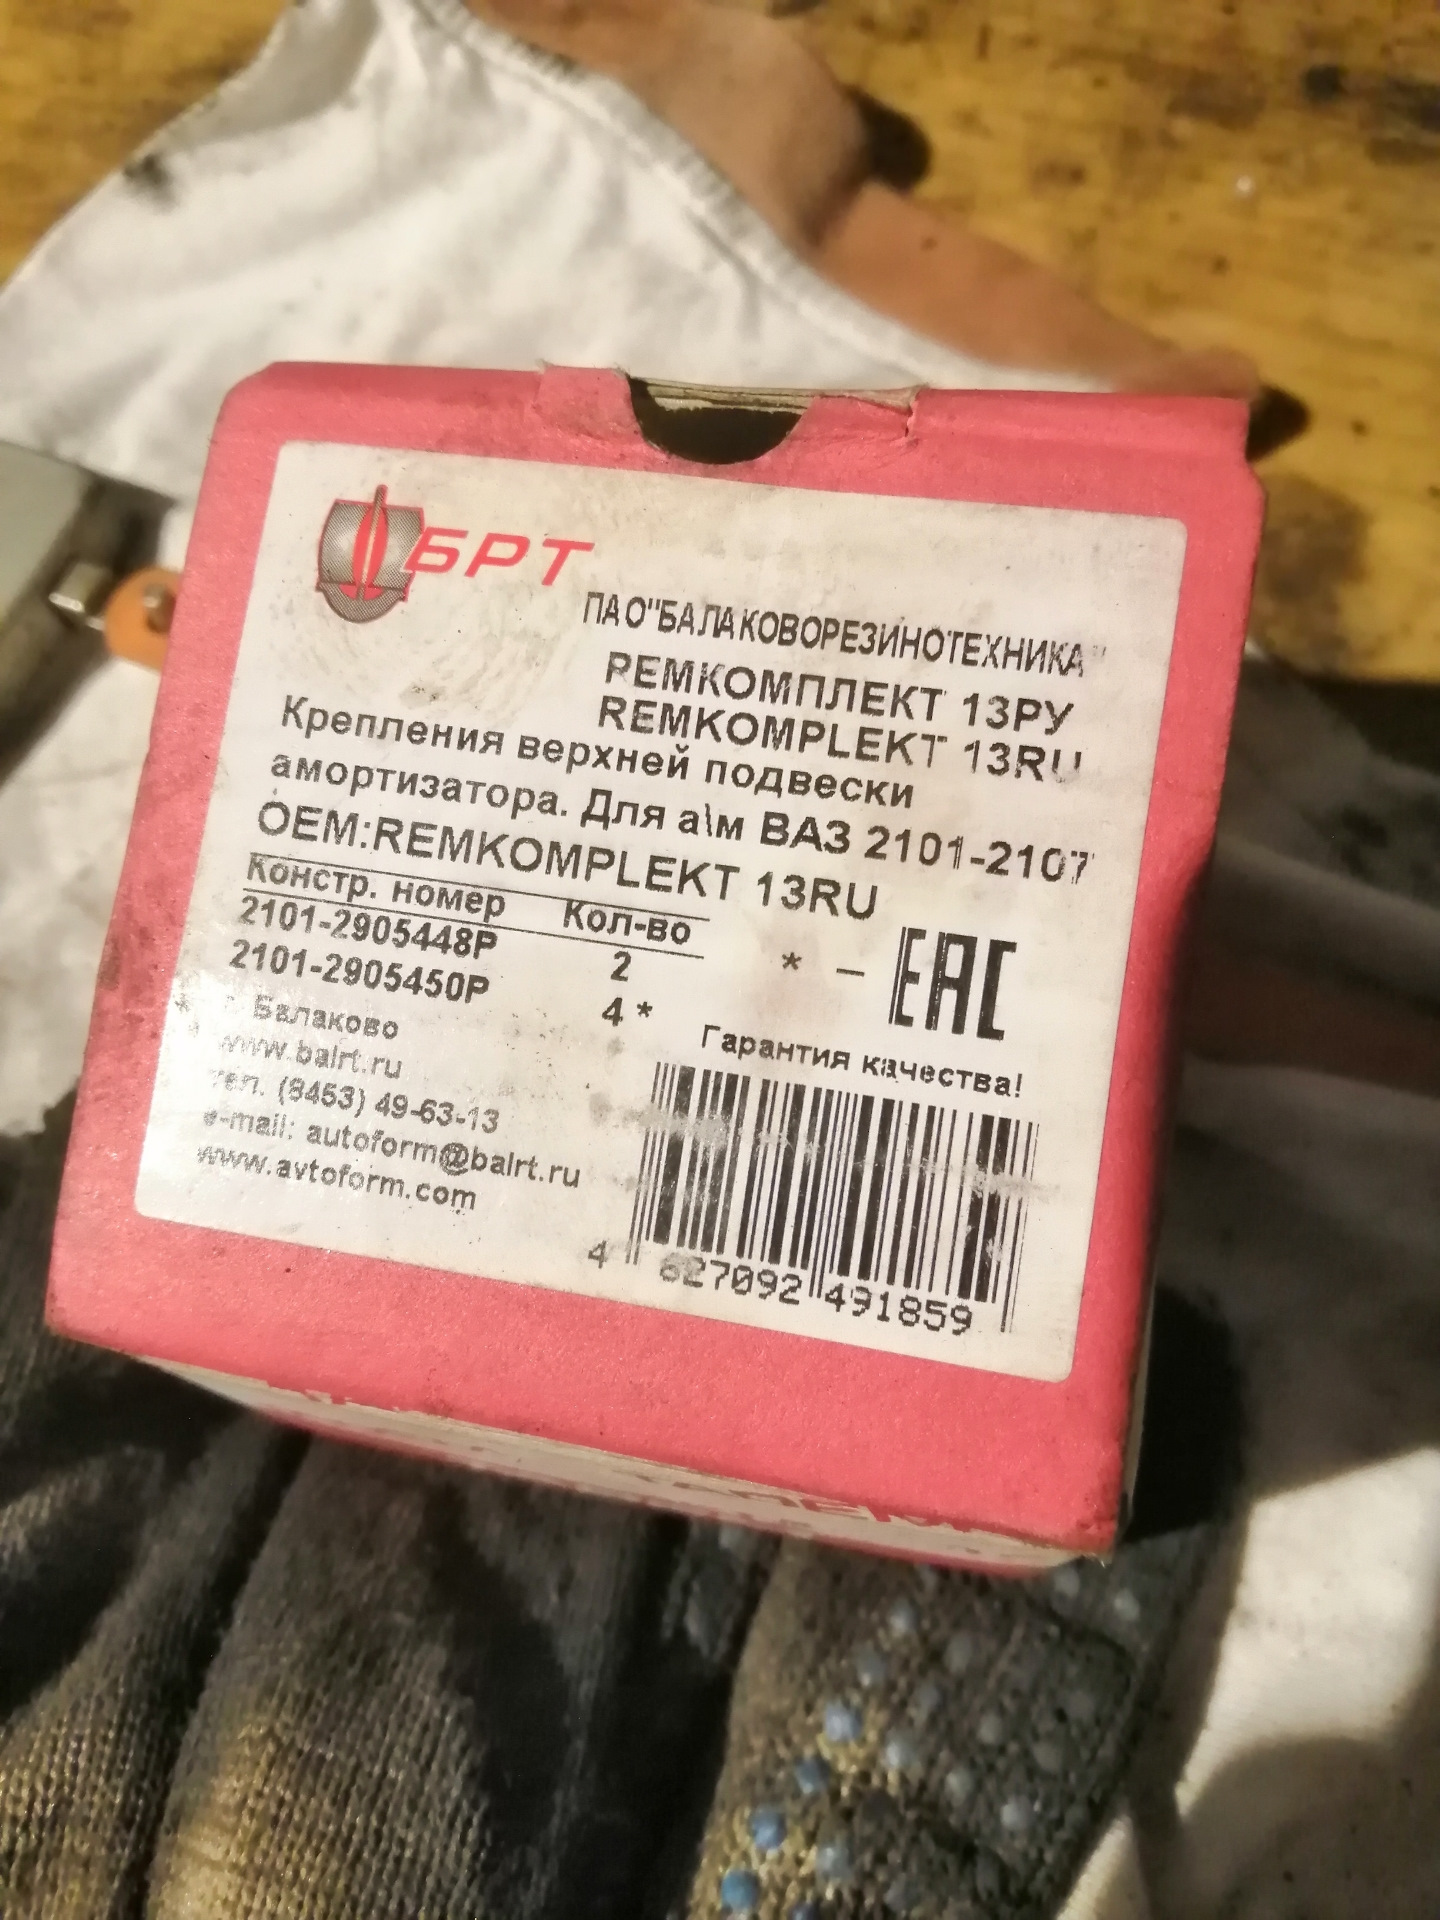 БРТ
ПАО"БАЛАКОВОРЕЗИНОТЕХНИКА"
РЕМКОМПЛЕКТ 13РУ
REMKOMPLEKT 13RU
Крепления верхней подвески
амортизатора. Для а\м ВАЗ 2101-2107
OEM:REMKOMPLEKT 13RU
Констр. номер Кол-во
2101-2905448Р 2
2101-2905450Р 4 *
* – EAC
г. Балаково
www.balrt.ru
тел. (8453) 49-63-13
e-mail: autoform@balrt.ru
www.avtoform.com
Гарантия качества!
4 627092 491859